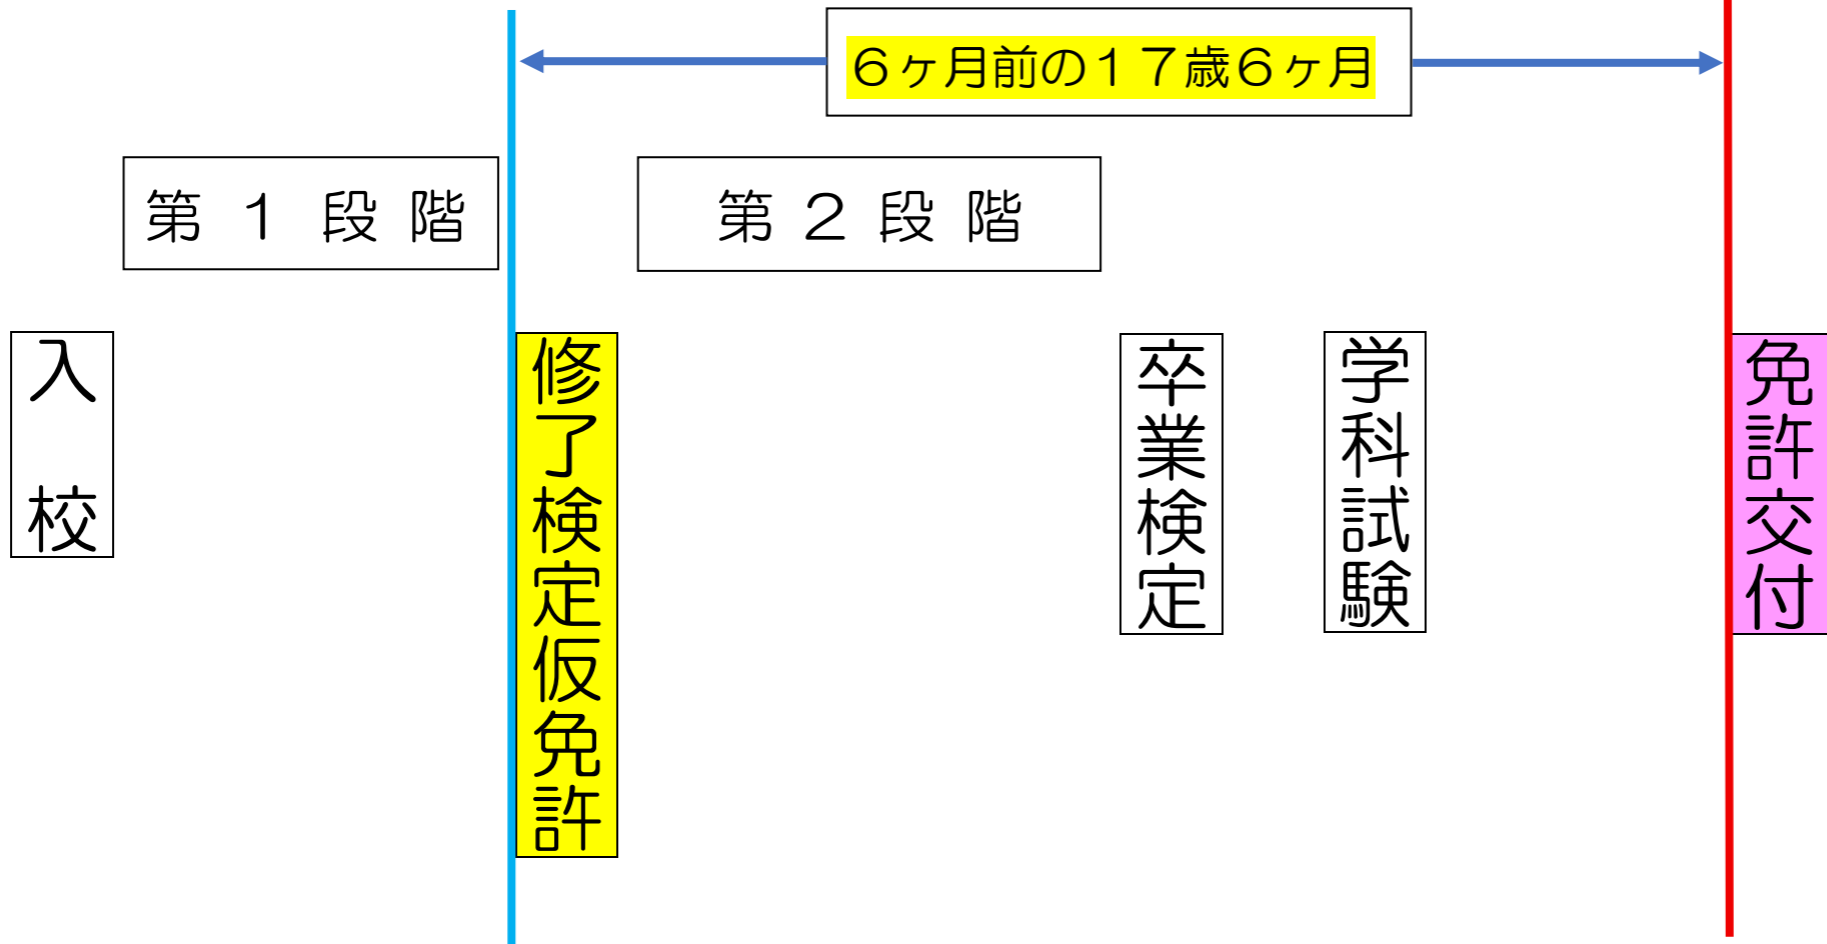 ６ヶ月前の１７歳６ヶ月
第１段階
第２段階
入校
修了検定仮免許
卒業検定
学科試験
免許交付